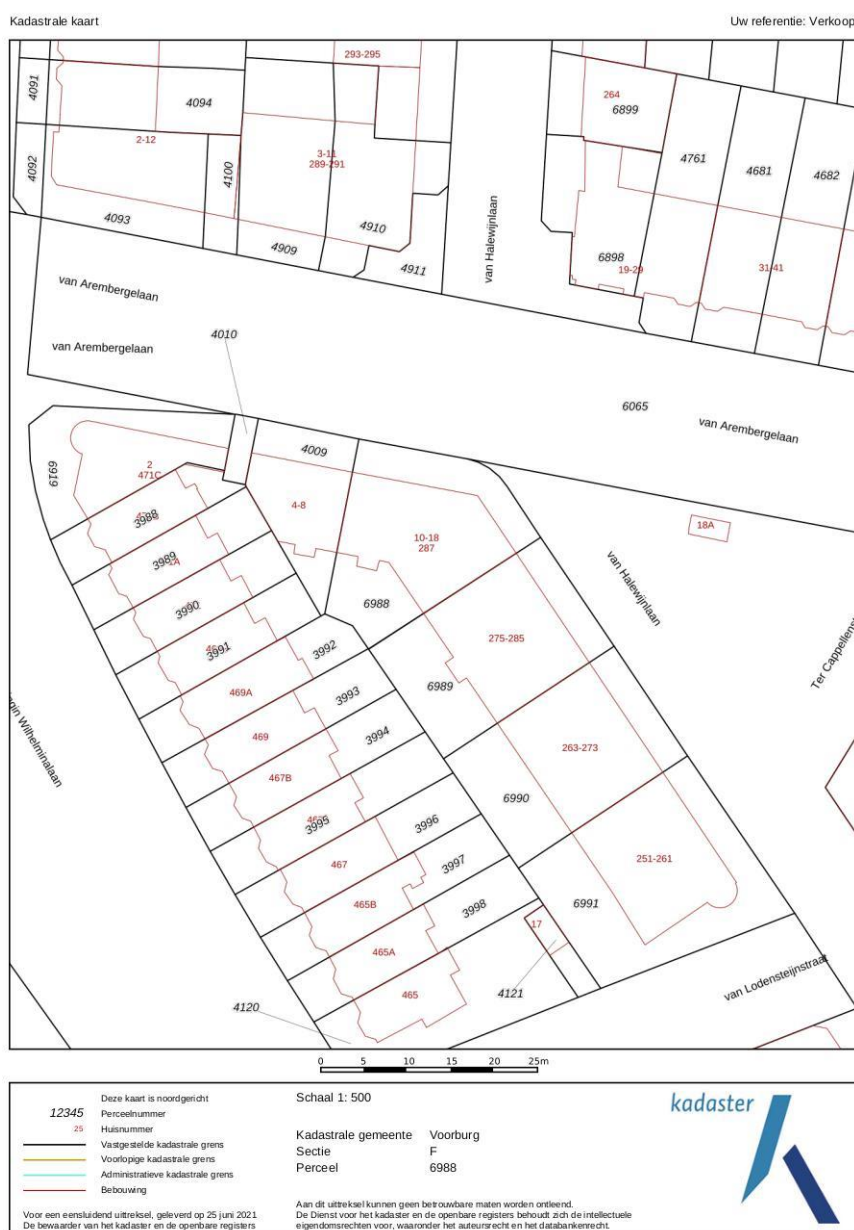 Kadastrale kaart
Uw referentie: Verkoop
293-295
4091
4094
264
6899
2-12
3-11
289-291
4761
4681
4682
4092
4100
4093
4909
4910
4911
van Halewijnlaan
6898
19-29
31-41
van Arembergelaan
van Arembergelaan
4010
6065
van Arembergelaan
6919
4009
2
471C
4-8
10-18
287
18A
3988
3989
3990
3991
3992
6988
van Halewijnlaan
275-285
Ter Cappellenst
469A
3993
6989
469
3994
gin Wilhelminalaan
467B
263-273
3995
6990
3996
467
3997
251-261
465B
3998
6991
17
465A
465
4121
4120
van Lodensteijnstraat
0 5 10 15 20 25m
Deze kaart is noordgericht
12345 Perceelnummer
25 Huisnummer
Vastgestelde kadastrale grens
Voorlopige kadastrale grens
Administratieve kadastrale grens
Bebouwing
Voor een eensluidend uittreksel, geleverd op 25 juni 2021
De bewaarder van het kadaster en de openbare registers
Schaal 1: 500
Kadastrale gemeente Voorburg
Sectie F
Perceel 6988
Aan dit uittreksel kunnen geen betrouwbare maten worden ontleend.
De Dienst voor het kadaster en de openbare registers behoudt zich de intellectuele
eigendomsrechten voor, waaronder het auteursrecht en het databankenrecht.
kadaster